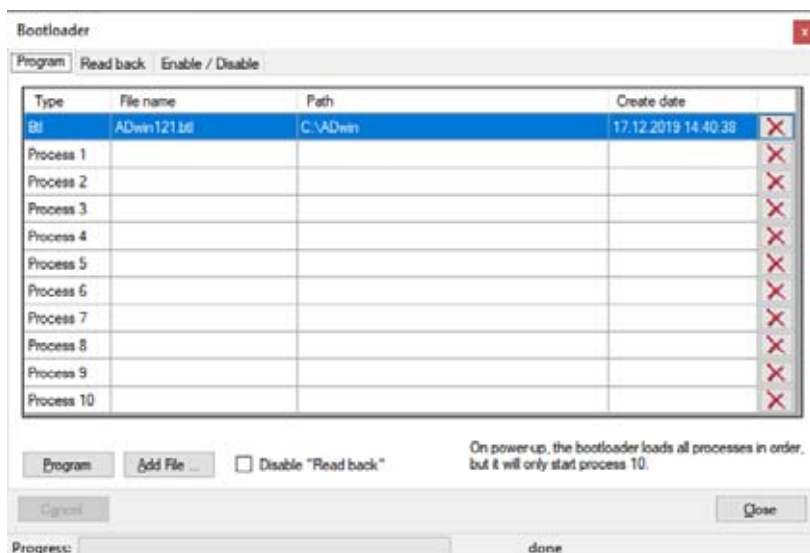 Bootloader
x
Program Read back Enable / Disable
Type File name Path Create date
Btl ADwin121.btl C:\ADwin 17.12.2019 14:40:38
Process 1
Process 2
Process 3
Process 4
Process 5
Process 6
Process 7
Process 8
Process 9
Process 10
Program Add File ... Disable "Read back" On power-up, the bootloader loads all processes in order,
but it will only start process 10.
Cancel Close
Progress: done